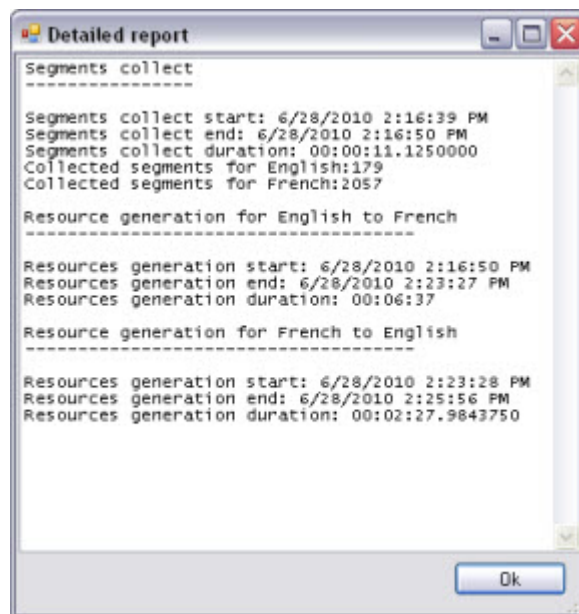 Detailed report
Segments collect
----------------
Segments collect start: 6/28/2010 2:16:39 PM
Segments collect end: 6/28/2010 2:16:50 PM
Segments collect duration: 00:00:11.1250000
Collected segments for English:179
Collected segments for French:2057
Resource generation for English to French
-------------------------------------
Resources generation start: 6/28/2010 2:16:50 PM
Resources generation end: 6/28/2010 2:23:27 PM
Resources generation duration: 00:06:37
Resource generation for French to English
-------------------------------------
Resources generation start: 6/28/2010 2:23:28 PM
Resources generation end: 6/28/2010 2:25:56 PM
Resources generation duration: 00:02:27.9843750
Ok